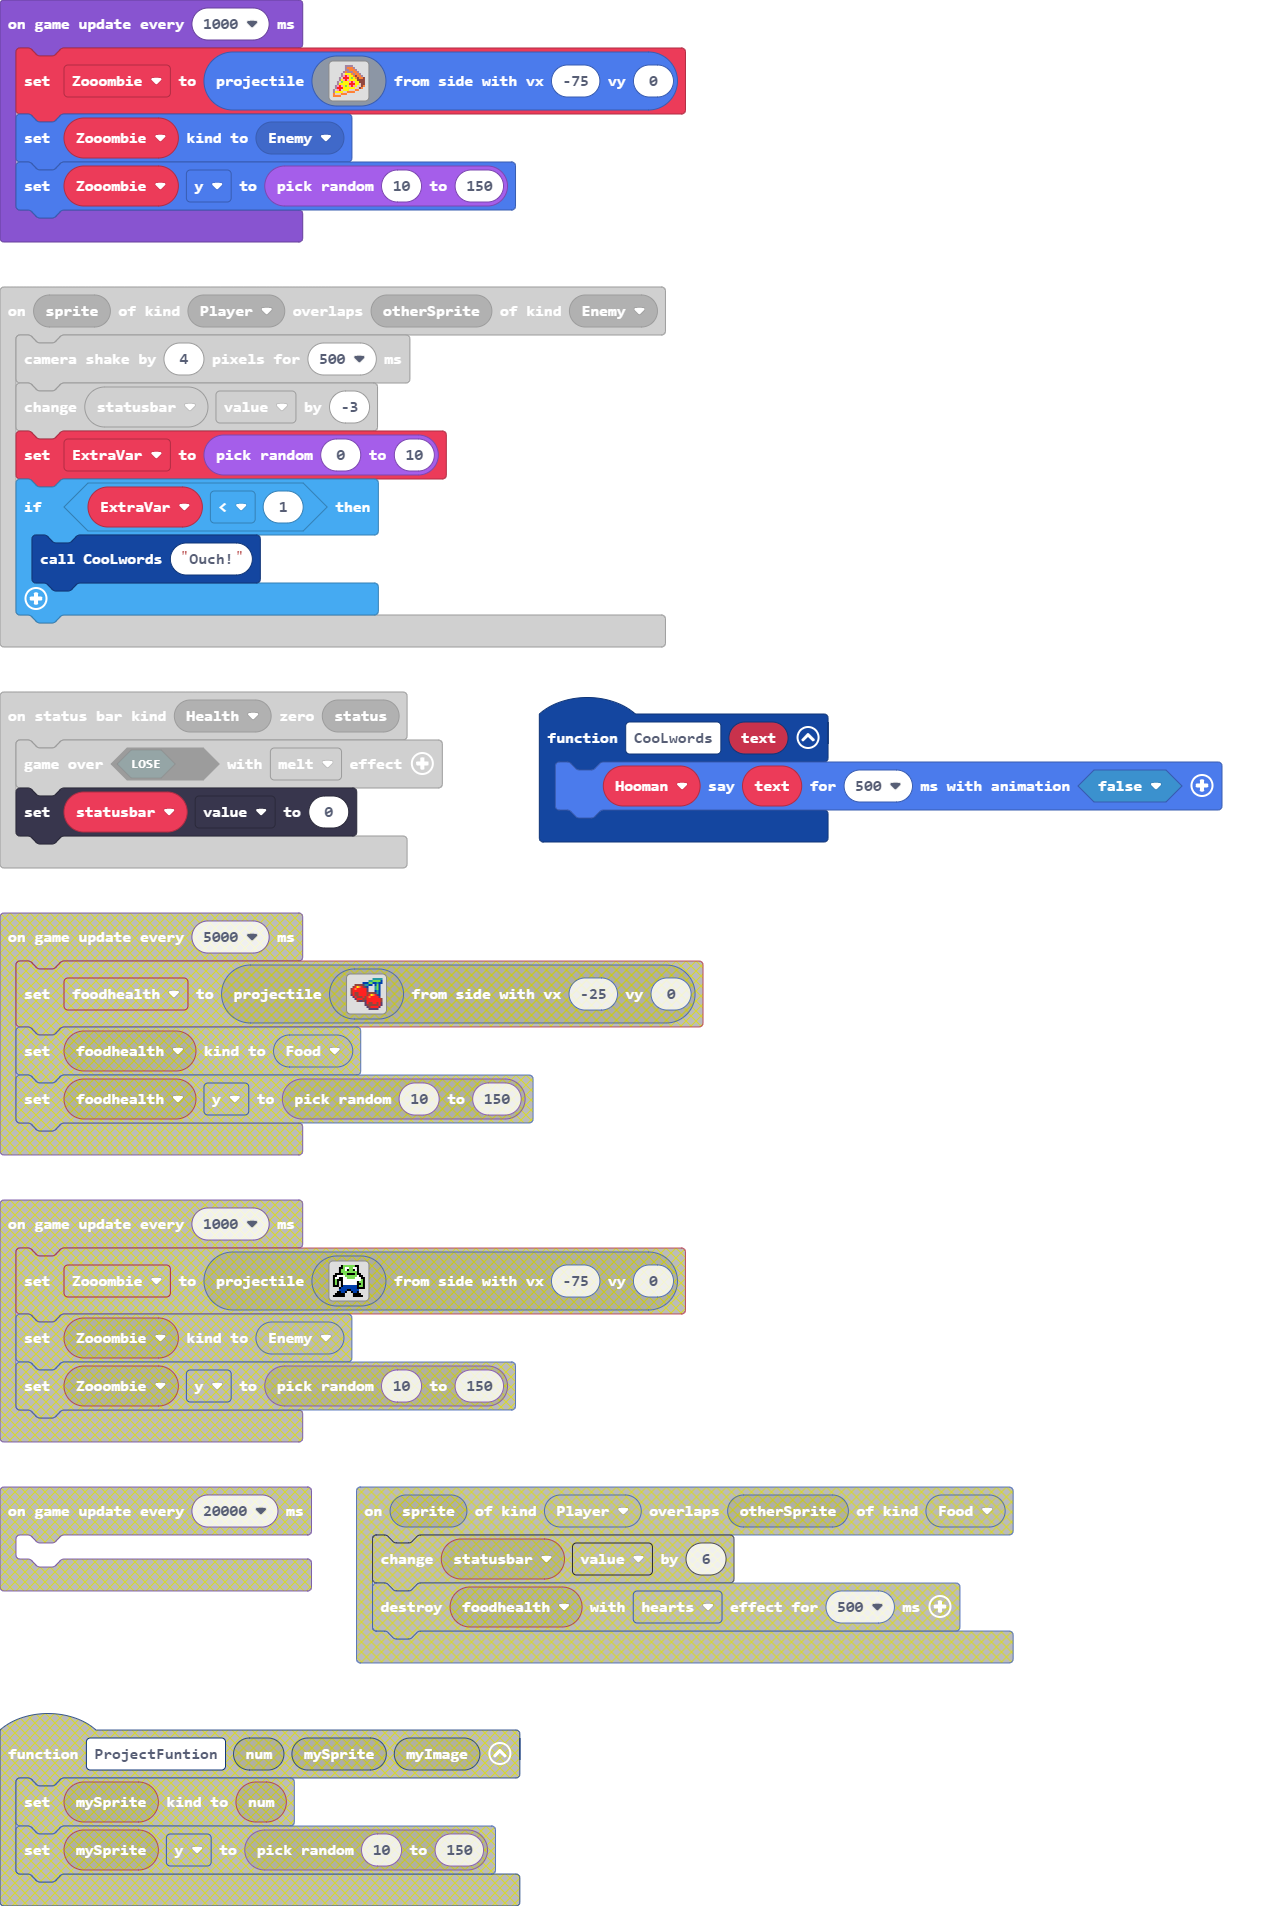 on game update every 1000 ms
set Zooombie to projectile from side with vx -75 vy 0
set Zooombie kind to Enemy
set Zooombie y to pick random 10 to 150
on sprite of kind Player overlaps otherSprite of kind Enemy
camera shake by 4 pixels for 500 ms
change statusbar value by -3
set ExtraVar to pick random 0 to 10
if ExtraVar < 1 then
call CooLwords "Ouch!"
on status bar kind Health zero status
game over LOSE with melt effect
set statusbar value to 0
function CooLwords text
Hooman say text for 500 ms with animation false
on game update every 5000 ms
set foodhealth to projectile from side with vx -25 vy 0
set foodhealth kind to Food
set foodhealth y to pick random 10 to 150
on game update every 1000 ms
set Zooombie to projectile from side with vx -75 vy 0
set Zooombie kind to Enemy
set Zooombie y to pick random 10 to 150
on game update every 20000 ms
on sprite of kind Player overlaps otherSprite of kind Food
change statusbar value by 6
destroy foodhealth with hearts effect for 500 ms
function ProjectFuntion num mySprite myImage
set mySprite kind to num
set mySprite y to pick random 10 to 150